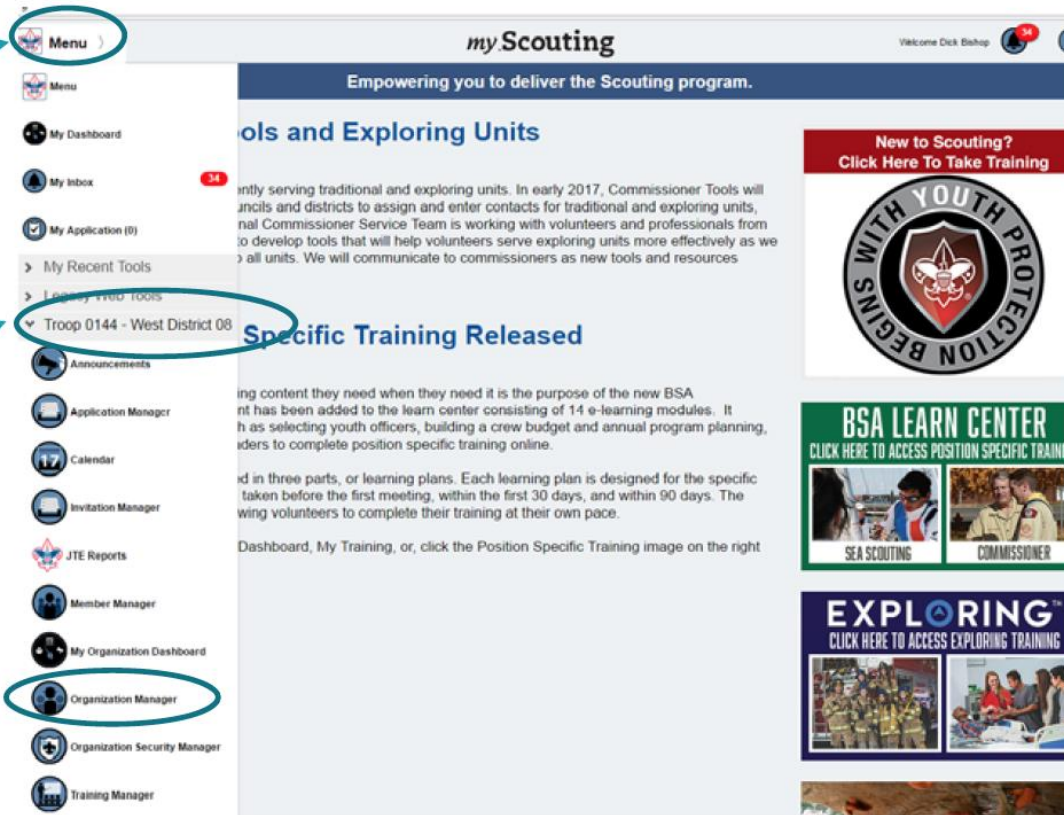 Menu
my.Scouting
Welcome Dick Bishop
34
Menu
Empowering you to deliver the Scouting program.
My Dashboard
My Inbox
34
My Application (0)
My Recent Tools
Legacy Web Tools
Troop 0144 - West District 08
Announcements
Application Manager
Calendar
17
Invitation Manager
JTE Reports
Member Manager
My Organization Dashboard
Organization Manager
Organization Security Manager
Training Manager
ols and Exploring Units
ently serving traditional and exploring units. In early 2017, Commissioner Tools will
uncils and districts to assign and enter contacts for traditional and exploring units,
nal Commissioner Service Team is working with volunteers and professionals from
to develop tools that will help volunteers serve exploring units more effectively as we
all units. We will communicate to commissioners as new tools and resources
Specific Training Released
ing content they need when they need it is the purpose of the new BSA
nt has been added to the learn center consisting of 14 e-learning modules. It
h as selecting youth officers, building a crew budget and annual program planning,
ders to complete position specific training online.
ed in three parts, or learning plans. Each learning plan is designed for the specific
taken before the first meeting, within the first 30 days, and within 90 days. The
wing volunteers to complete their training at their own pace.
Dashboard, My Training, or, click the Position Specific Training image on the right
New to Scouting?
Click Here To Take Training
YOUTH PROTECTION BEGINS WITH YOU
BSA LEARN CENTER
CLICK HERE TO ACCESS POSITION SPECIFIC TRAINI
SEA SCOUTING
COMMISSIONER
EXPLORING™
CLICK HERE TO ACCESS EXPLORING TRAINING